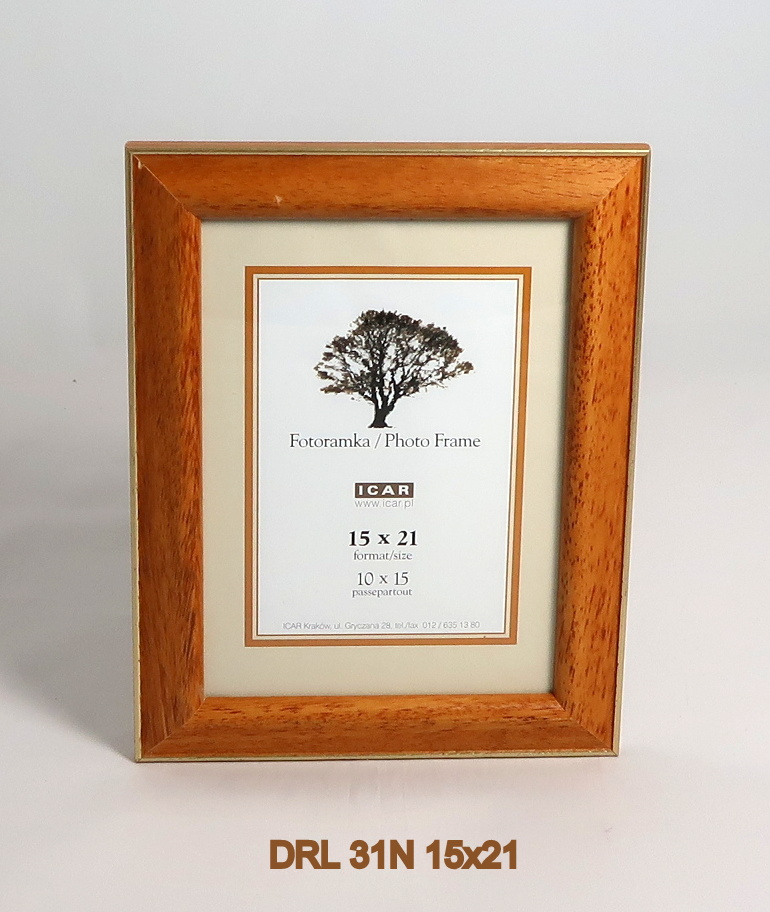 Fotoramka / Photo Frame
ICAR
www.icar.pl
15 x 21
format/size
10 x 15
passepartout
ICAR Kraków, ul. Gryczana 28, tel./fax 012 / 635 13 80
DRL 31N 15x21